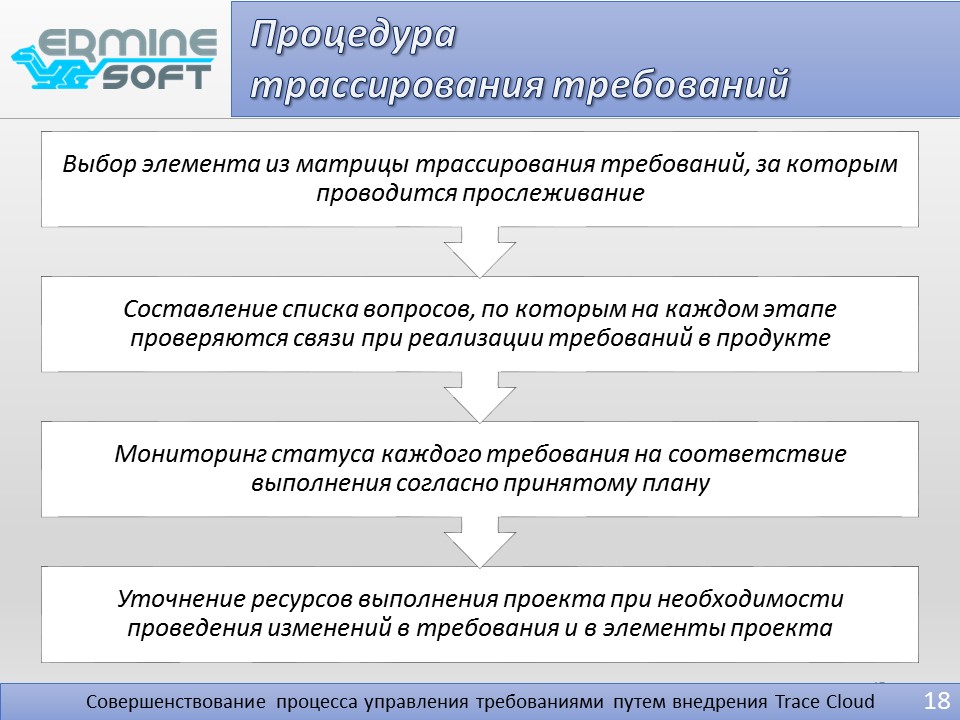 ERMINE
SOFT
Процедура
трассирования требований
Выбор элемента из матрицы трассирования требований, за которым
проводится прослеживание
Составление списка вопросов, по которым на каждом этапе
проверяются связи при реализации требований в продукте
Мониторинг статуса каждого требования на соответствие
выполнения согласно принятому плану
Уточнение ресурсов выполнения проекта при необходимости
проведения изменений в требования и в элементы проекта
Совершенствование процесса управления требованиями путем внедрения Trace Cloud
18